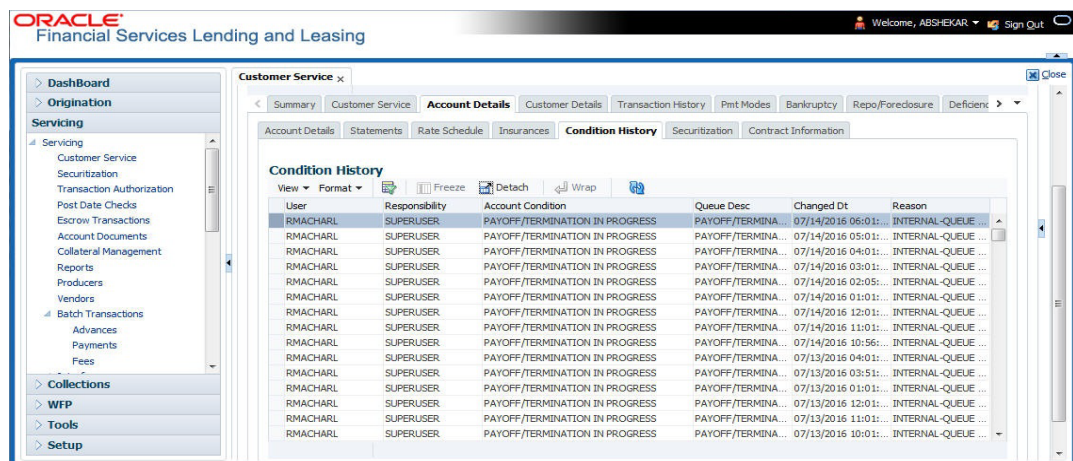 ORACLE®
Financial Services Lending and Leasing
Welcome, ABSHEKAR
Sign Out
DashBoard
Origination
Servicing
Servicing
Customer Service
Securitization
Transaction Authorization
Post Date Checks
Escrow Transactions
Account Documents
Collateral Management
Reports
Producers
Vendors
Batch Transactions
Advances
Payments
Fees
Collections
WFP
Tools
Setup
Customer Service x
Close
Summary Customer Service Account Details Customer Details Transaction History Pmt Modes Bankruptcy Repo/Foreclosure Deficienc
Account Details Statements Rate Schedule Insurances Condition History Securitization Contract Information
Condition History
View Format Freeze Detach Wrap
User Responsibility Account Condition Queue Desc Changed Dt Reason
RMACHARL SUPERUSER PAYOFF/TERMINATION IN PROGRESS PAYOFF/TERMINA... 07/14/2016 06:01:... INTERNAL-QUEUE ...
RMACHARL SUPERUSER PAYOFF/TERMINATION IN PROGRESS PAYOFF/TERMINA... 07/14/2016 05:01:... INTERNAL-QUEUE ...
RMACHARL SUPERUSER PAYOFF/TERMINATION IN PROGRESS PAYOFF/TERMINA... 07/14/2016 04:01:... INTERNAL-QUEUE ...
RMACHARL SUPERUSER PAYOFF/TERMINATION IN PROGRESS PAYOFF/TERMINA... 07/14/2016 03:01:... INTERNAL-QUEUE ...
RMACHARL SUPERUSER PAYOFF/TERMINATION IN PROGRESS PAYOFF/TERMINA... 07/14/2016 02:05:... INTERNAL-QUEUE ...
RMACHARL SUPERUSER PAYOFF/TERMINATION IN PROGRESS PAYOFF/TERMINA... 07/14/2016 01:01:... INTERNAL-QUEUE ...
RMACHARL SUPERUSER PAYOFF/TERMINATION IN PROGRESS PAYOFF/TERMINA... 07/14/2016 12:01:... INTERNAL-QUEUE ...
RMACHARL SUPERUSER PAYOFF/TERMINATION IN PROGRESS PAYOFF/TERMINA... 07/14/2016 11:01:... INTERNAL-QUEUE ...
RMACHARL SUPERUSER PAYOFF/TERMINATION IN PROGRESS PAYOFF/TERMINA... 07/14/2016 10:56:... INTERNAL-QUEUE ...
RMACHARL SUPERUSER PAYOFF/TERMINATION IN PROGRESS PAYOFF/TERMINA... 07/13/2016 04:01:... INTERNAL-QUEUE ...
RMACHARL SUPERUSER PAYOFF/TERMINATION IN PROGRESS PAYOFF/TERMINA... 07/13/2016 03:51:... INTERNAL-QUEUE ...
RMACHARL SUPERUSER PAYOFF/TERMINATION IN PROGRESS PAYOFF/TERMINA... 07/13/2016 01:01:... INTERNAL-QUEUE ...
RMACHARL SUPERUSER PAYOFF/TERMINATION IN PROGRESS PAYOFF/TERMINA... 07/13/2016 12:01:... INTERNAL-QUEUE ...
RMACHARL SUPERUSER PAYOFF/TERMINATION IN PROGRESS PAYOFF/TERMINA... 07/13/2016 11:01:... INTERNAL-QUEUE ...
RMACHARL SUPERUSER PAYOFF/TERMINATION IN PROGRESS PAYOFF/TERMINA... 07/13/2016 10:01:... INTERNAL-QUEUE ...